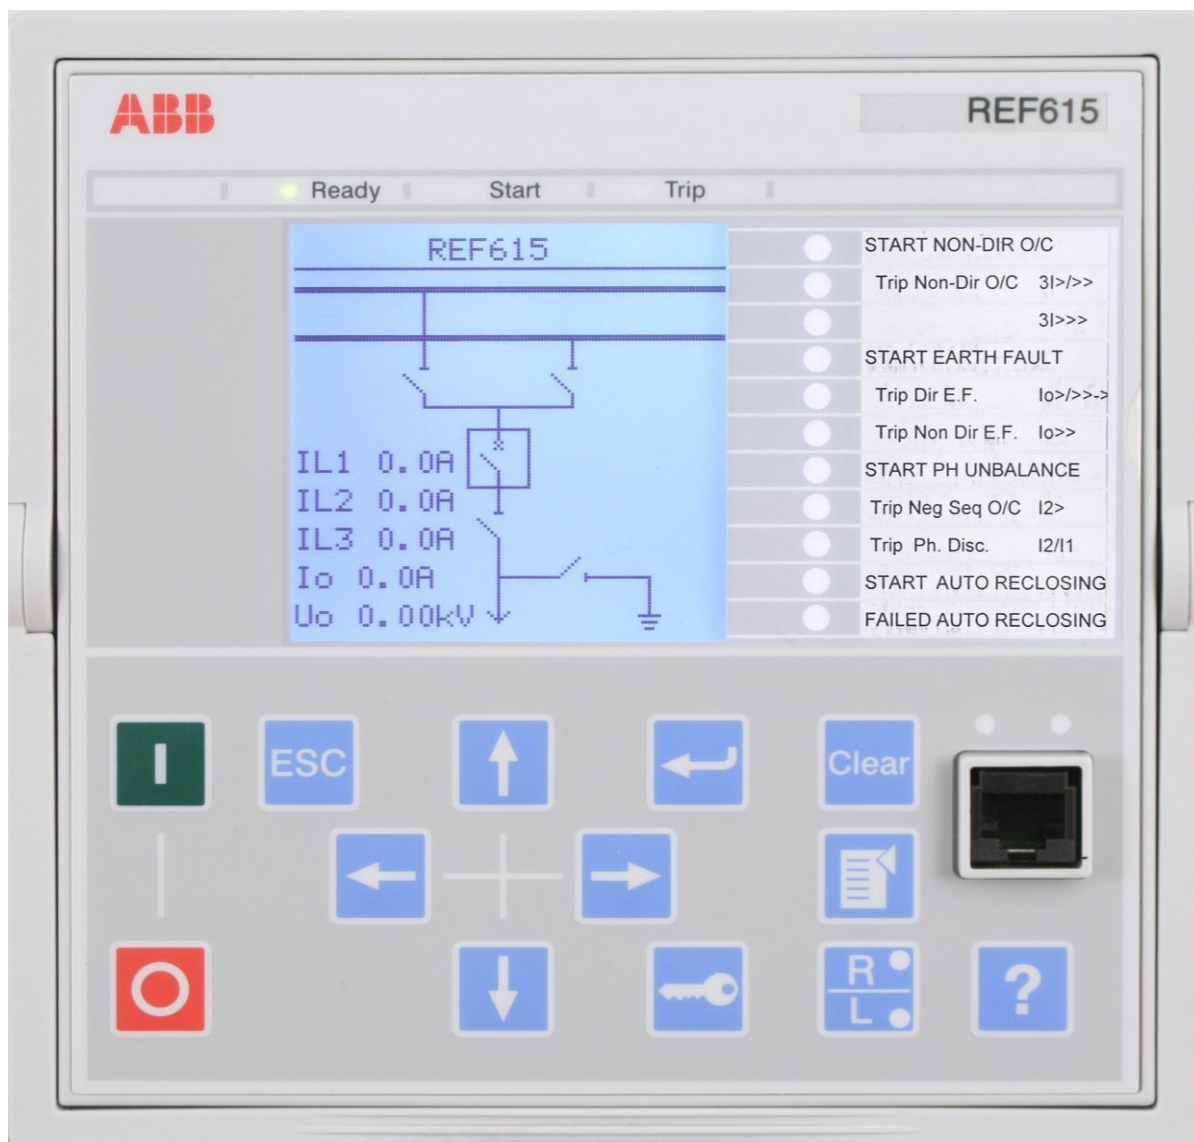 ABB
REF615
Ready Start Trip
REF615
IL1 0.0A
IL2 0.0A
IL3 0.0A
Io 0.0A
Uo 0.00kV
START NON-DIR O/C
Trip Non-Dir O/C 3I>/>>
3I>>>
START EARTH FAULT
Trip Dir E.F. Io>/>>->
Trip Non Dir E.F. Io>>
START PH UNBALANCE
Trip Neg Seq O/C I2>
Trip Ph. Disc. I2/I1
START AUTO RECLOSING
FAILED AUTO RECLOSING
I
ESC
Clear
O
R
L
?